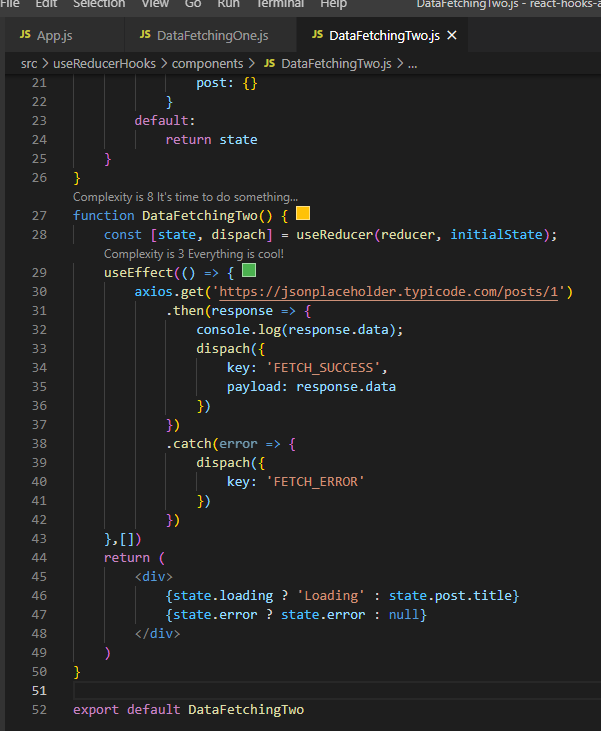 File Edit Selection View Go Run Terminal Help DataFetchingTwo.js - react-hooks-a
JS App.js JS DataFetchingOne.js JS DataFetchingTwo.js ×
src > useReducerHooks > components > JS DataFetchingTwo.js > ...
21 post: {}
22 }
23 default:
24 return state
25 }
26 }
Complexity is 8 It's time to do something...
27 function DataFetchingTwo() {
28 const [state, dispach] = useReducer(reducer, initialState);
Complexity is 3 Everything is cool!
29 useEffect(() => {
30 axios.get('https://jsonplaceholder.typicode.com/posts/1')
31 .then(response => {
32 console.log(response.data);
33 dispach({
34 key: 'FETCH_SUCCESS',
35 payload: response.data
36 })
37 })
38 .catch(error => {
39 dispach({
40 key: 'FETCH_ERROR'
41 })
42 })
43 },[])
44 return (
45 <div>
46 {state.loading ? 'Loading' : state.post.title}
47 {state.error ? state.error : null}
48 </div>
49 )
50 }
51
52 export default DataFetchingTwo